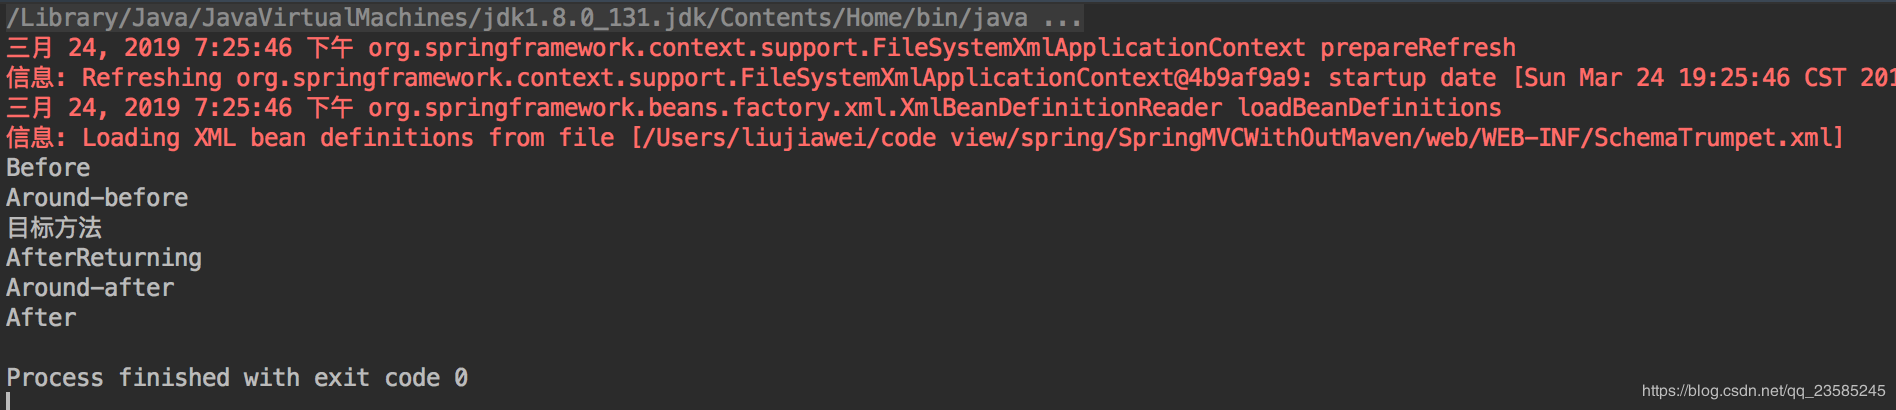 /Library/Java/JavaVirtualMachines/jdk1.8.0_131.jdk/Contents/Home/bin/java ...
三月 24, 2019 7:25:46 下午 org.springframework.context.support.FileSystemXmlApplicationContext prepareRefresh
信息: Refreshing org.springframework.context.support.FileSystemXmlApplicationContext@4b9af9a9: startup date [Sun Mar 24 19:25:46 CST 201
三月 24, 2019 7:25:46 下午 org.springframework.beans.factory.xml.XmlBeanDefinitionReader loadBeanDefinitions
信息: Loading XML bean definitions from file [/Users/liujiawei/code view/spring/SpringMVCWithOutMaven/web/WEB-INF/SchemaTrumpet.xml]
Before
Around-before
目标方法
AfterReturning
Around-after
After
Process finished with exit code 0
https://blog.csdn.net/qq_23585245